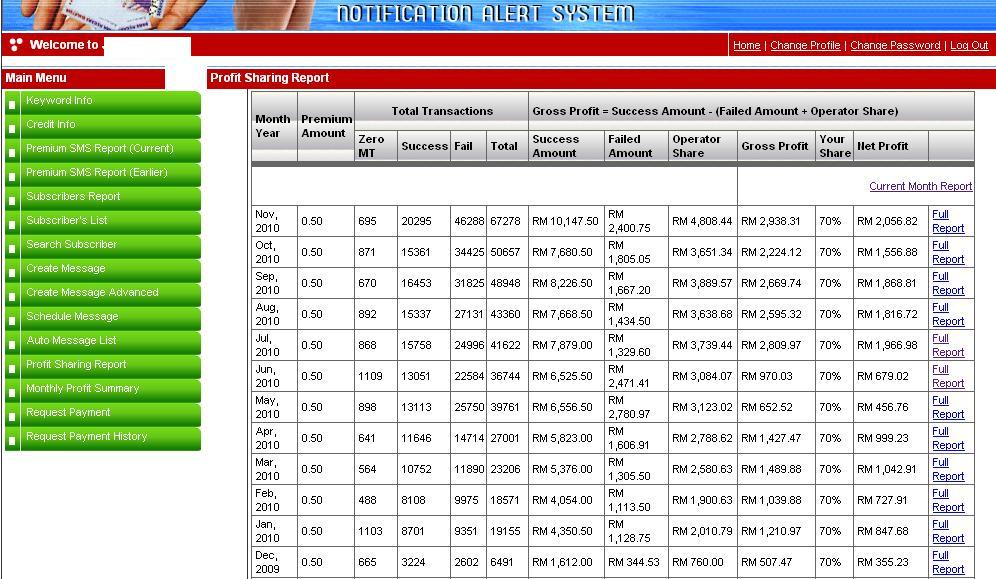 NOTIFICATION ALERT SYSTEM
Welcome to
Home | Change Profile | Change Password | Log Out
Main Menu
Keyword Info
Credit Info
Premium SMS Report (Current)
Premium SMS Report (Earlier)
Subscribers Report
Subscriber's List
Search Subscriber
Create Message
Create Message Advanced
Schedule Message
Auto Message List
Profit Sharing Report
Monthly Profit Summary
Request Payment
Request Payment History
Profit Sharing Report
Month Year Premium Amount Total Transactions Gross Profit = Success Amount - (Failed Amount + Operator Share)
Zero MT Success Fail Total Success Amount Failed Amount Operator Share Gross Profit Your Share Net Profit
Current Month Report
Nov, 2010 0.50 695 20295 46288 67278 RM 10,147.50 RM 2,400.75 RM 4,808.44 RM 2,938.31 70% RM 2,056.82 Full Report
Oct, 2010 0.50 871 15361 34425 50657 RM 7,680.50 RM 1,805.05 RM 3,651.34 RM 2,224.12 70% RM 1,556.88 Full Report
Sep, 2010 0.50 670 16453 31825 48948 RM 8,226.50 RM 1,667.20 RM 3,889.57 RM 2,669.74 70% RM 1,868.81 Full Report
Aug, 2010 0.50 892 15337 27131 43360 RM 7,668.50 RM 1,434.50 RM 3,638.68 RM 2,595.32 70% RM 1,816.72 Full Report
Jul, 2010 0.50 868 15758 24996 41622 RM 7,879.00 RM 1,329.60 RM 3,739.44 RM 2,809.97 70% RM 1,966.98 Full Report
Jun, 2010 0.50 1109 13051 22584 36744 RM 6,525.50 RM 2,471.41 RM 3,084.07 RM 970.03 70% RM 679.02 Full Report
May, 2010 0.50 898 13113 25750 39761 RM 6,556.50 RM 2,780.97 RM 3,123.02 RM 652.52 70% RM 456.76 Full Report
Apr, 2010 0.50 641 11646 14714 27001 RM 5,823.00 RM 1,606.91 RM 2,788.62 RM 1,427.47 70% RM 999.23 Full Report
Mar, 2010 0.50 564 10752 11890 23206 RM 5,376.00 RM 1,305.50 RM 2,580.63 RM 1,489.88 70% RM 1,042.91 Full Report
Feb, 2010 0.50 488 8108 9975 18571 RM 4,054.00 RM 1,113.50 RM 1,900.63 RM 1,039.88 70% RM 727.91 Full Report
Jan, 2010 0.50 1103 8701 9351 19155 RM 4,350.50 RM 1,128.75 RM 2,010.79 RM 1,210.97 70% RM 847.68 Full Report
Dec, 2009 0.50 665 3224 2602 6491 RM 1,612.00 RM 344.53 RM 760.00 RM 507.47 70% RM 355.23 Full Report